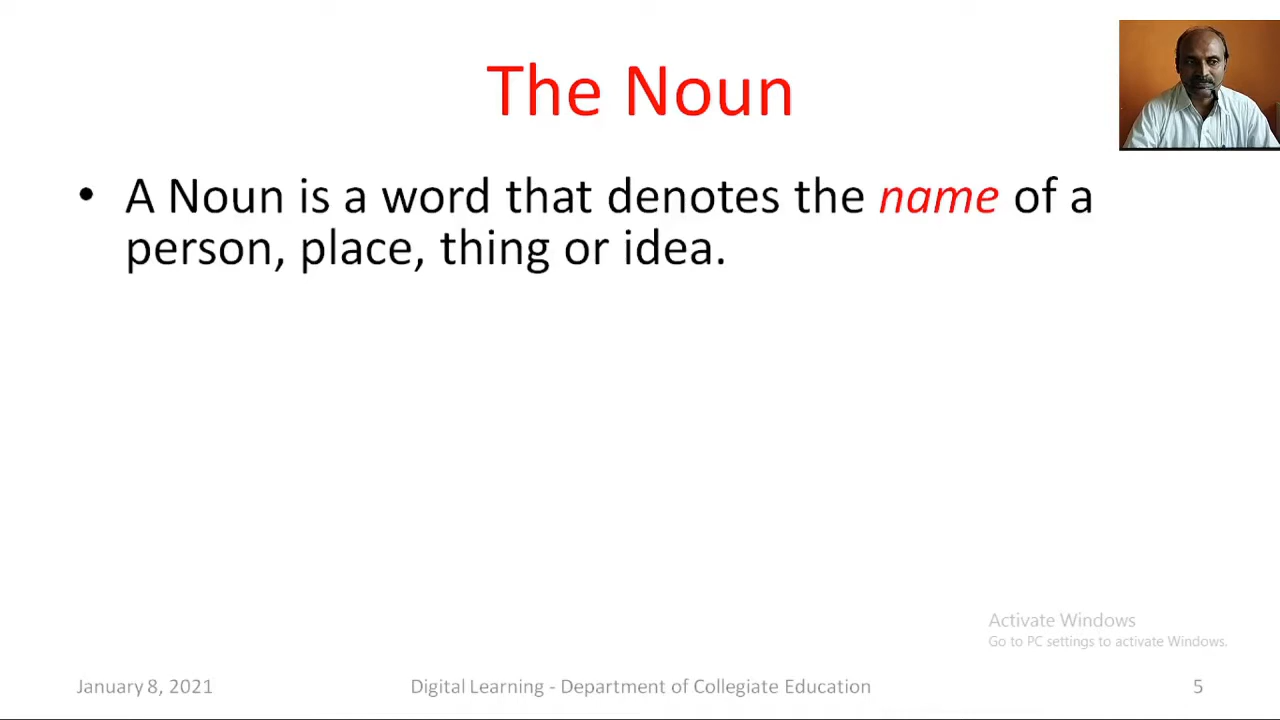 The Noun
• A Noun is a word that denotes the name of a
person, place, thing or idea.
Activate Windows
Go to PC settings to activate Windows.
January 8, 2021
Digital Learning - Department of Collegiate Education
5